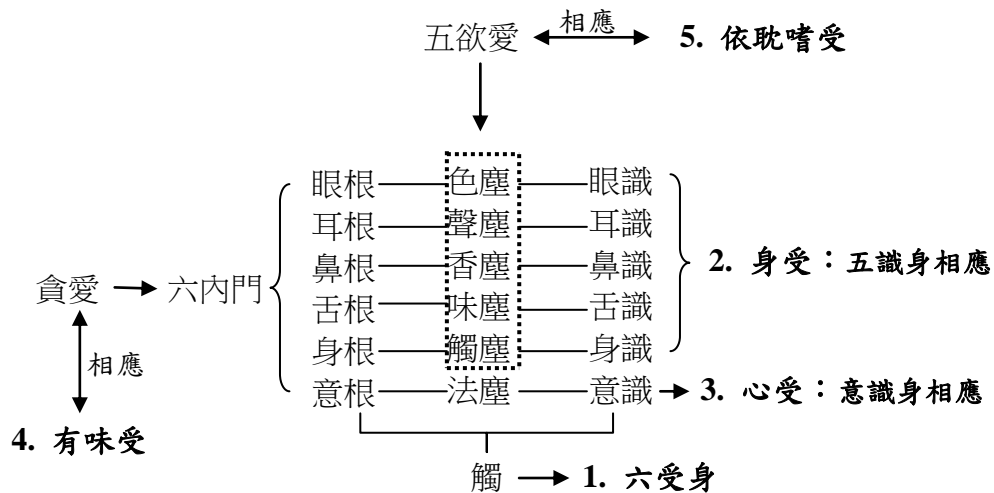 五欲愛 相應 5. 依耽嗜受
眼根 色塵 眼識
耳根 聲塵 耳識
鼻根 香塵 鼻識 2. 身受：五識身相應
貪愛 六內門
舌根 味塵 舌識
身根 觸塵 身識
相應
意根 法塵 意識 3. 心受：意識身相應
4. 有味受
觸 1. 六受身